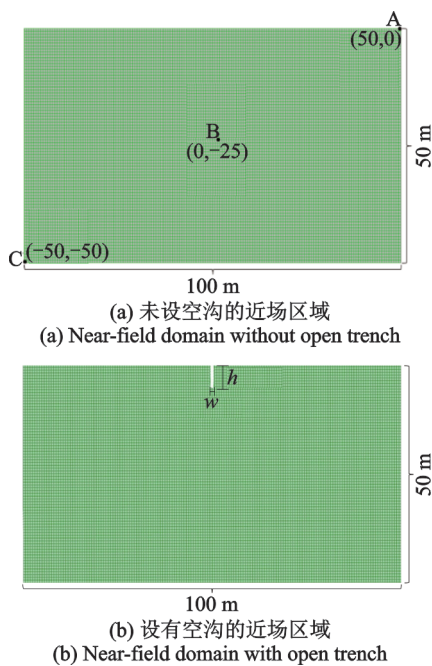 A
(50,0)
B
(0,−25)
50 m
C
(−50,−50)
100 m
(a) 未设空沟的近场区域
(a) Near-field domain without open trench
h
w
50 m
100 m
(b) 设有空沟的近场区域
(b) Near-field domain with open trench